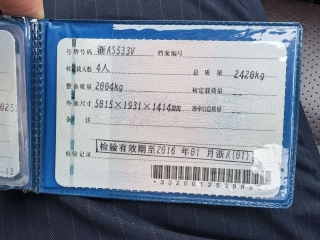 号牌号码 浙AS533V 档案编号
核定载人数 4人 总质量 2420kg
整备质量 2004kg 核定载质量
外廓尺寸 5015×1931×1414mm 准牵引总质量
备注
检验记录 检验有效期至2016年01月浙A(01)